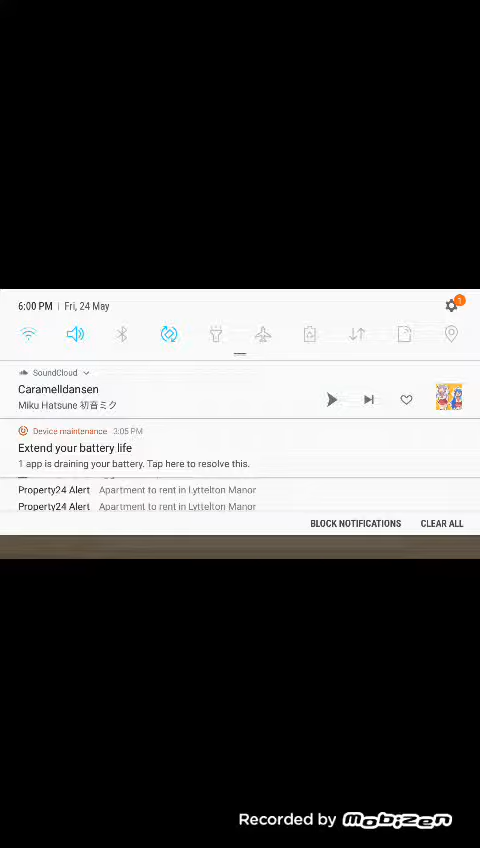 6:00 PM | Fri, 24 May
1
SoundCloud
Caramelldansen
Miku Hatsune 初音ミク
Device maintenance 3:05 PM
Extend your battery life
1 app is draining your battery. Tap here to resolve this.
Property24 Alert Apartment to rent in Lyttelton Manor
Property24 Alert Apartment to rent in Lyttelton Manor
BLOCK NOTIFICATIONS CLEAR ALL
Recorded by Mobizen